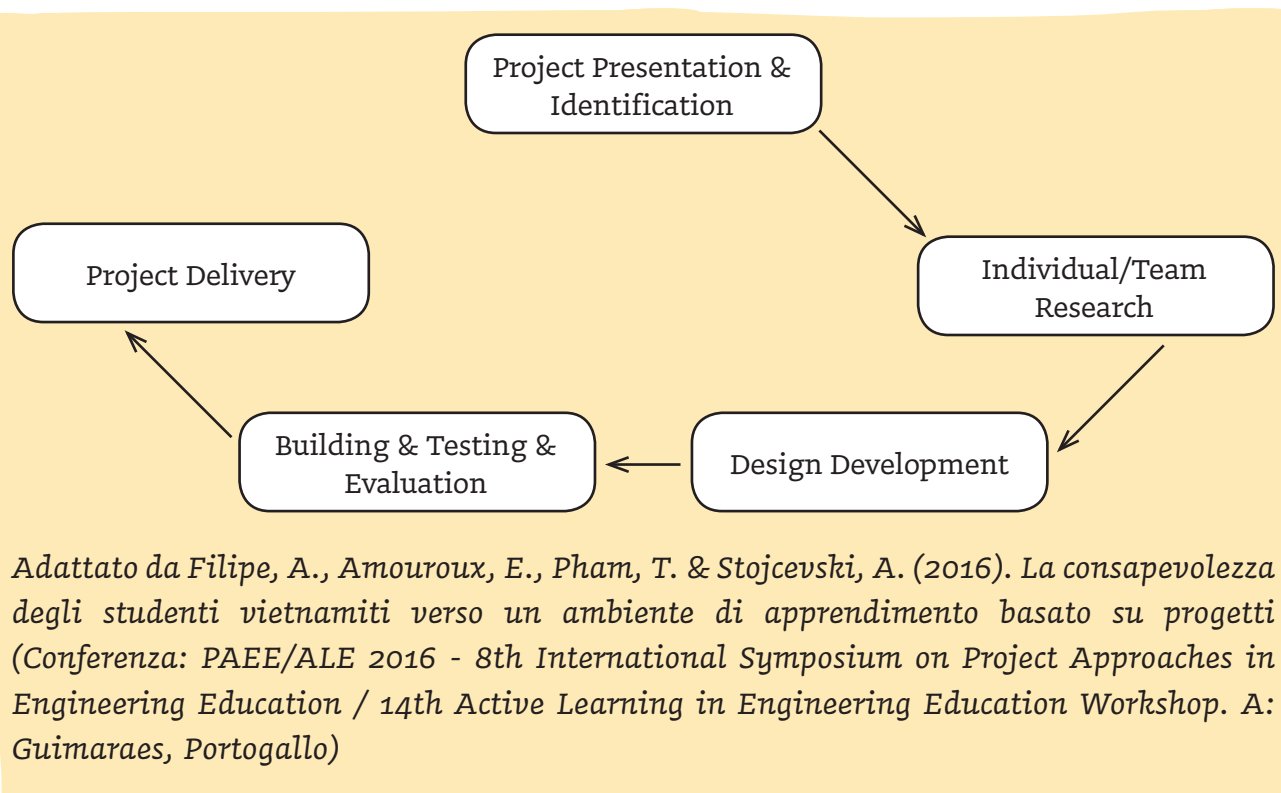 Project Presentation &
Identification
Individual/Team
Research
Design Development
Building & Testing &
Evaluation
Project Delivery
Adattato da Filipe, A., Amouroux, E., Pham, T. & Stojcevski, A. (2016). La consapevolezza
degli studenti vietnamiti verso un ambiente di apprendimento basato su progetti
(Conferenza: PAEE/ALE 2016 - 8th International Symposium on Project Approaches in
Engineering Education / 14th Active Learning in Engineering Education Workshop. A:
Guimaraes, Portogallo)